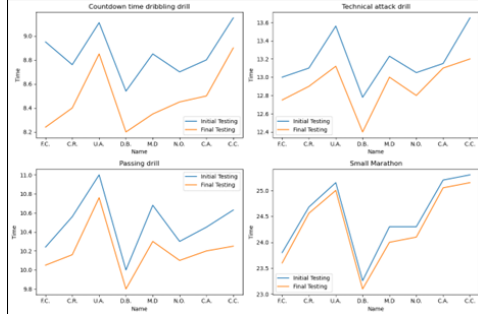 Countdown time dribbling drill
Time
9.0
8.8
8.6
8.4
8.2
Initial Testing
Final Testing
F.C. C.R. U.A. D.B. M.D N.O. C.A. C.C.
Name
Technical attack drill
Time
13.6
13.4
13.2
13.0
12.8
12.6
12.4
Initial Testing
Final Testing
F.C. C.R. U.A. D.B. M.D N.O. C.A. C.C.
Name
Passing drill
Time
11.0
10.8
10.6
10.4
10.2
10.0
9.8
Initial Testing
Final Testing
F.C. C.R. U.A. D.B. M.D N.O. C.A. C.C.
Name
Small Marathon
Time
25.0
24.5
24.0
23.5
23.0
Initial Testing
Final Testing
F.C. C.R. U.A. D.B. M.D N.O. C.A. C.C.
Name